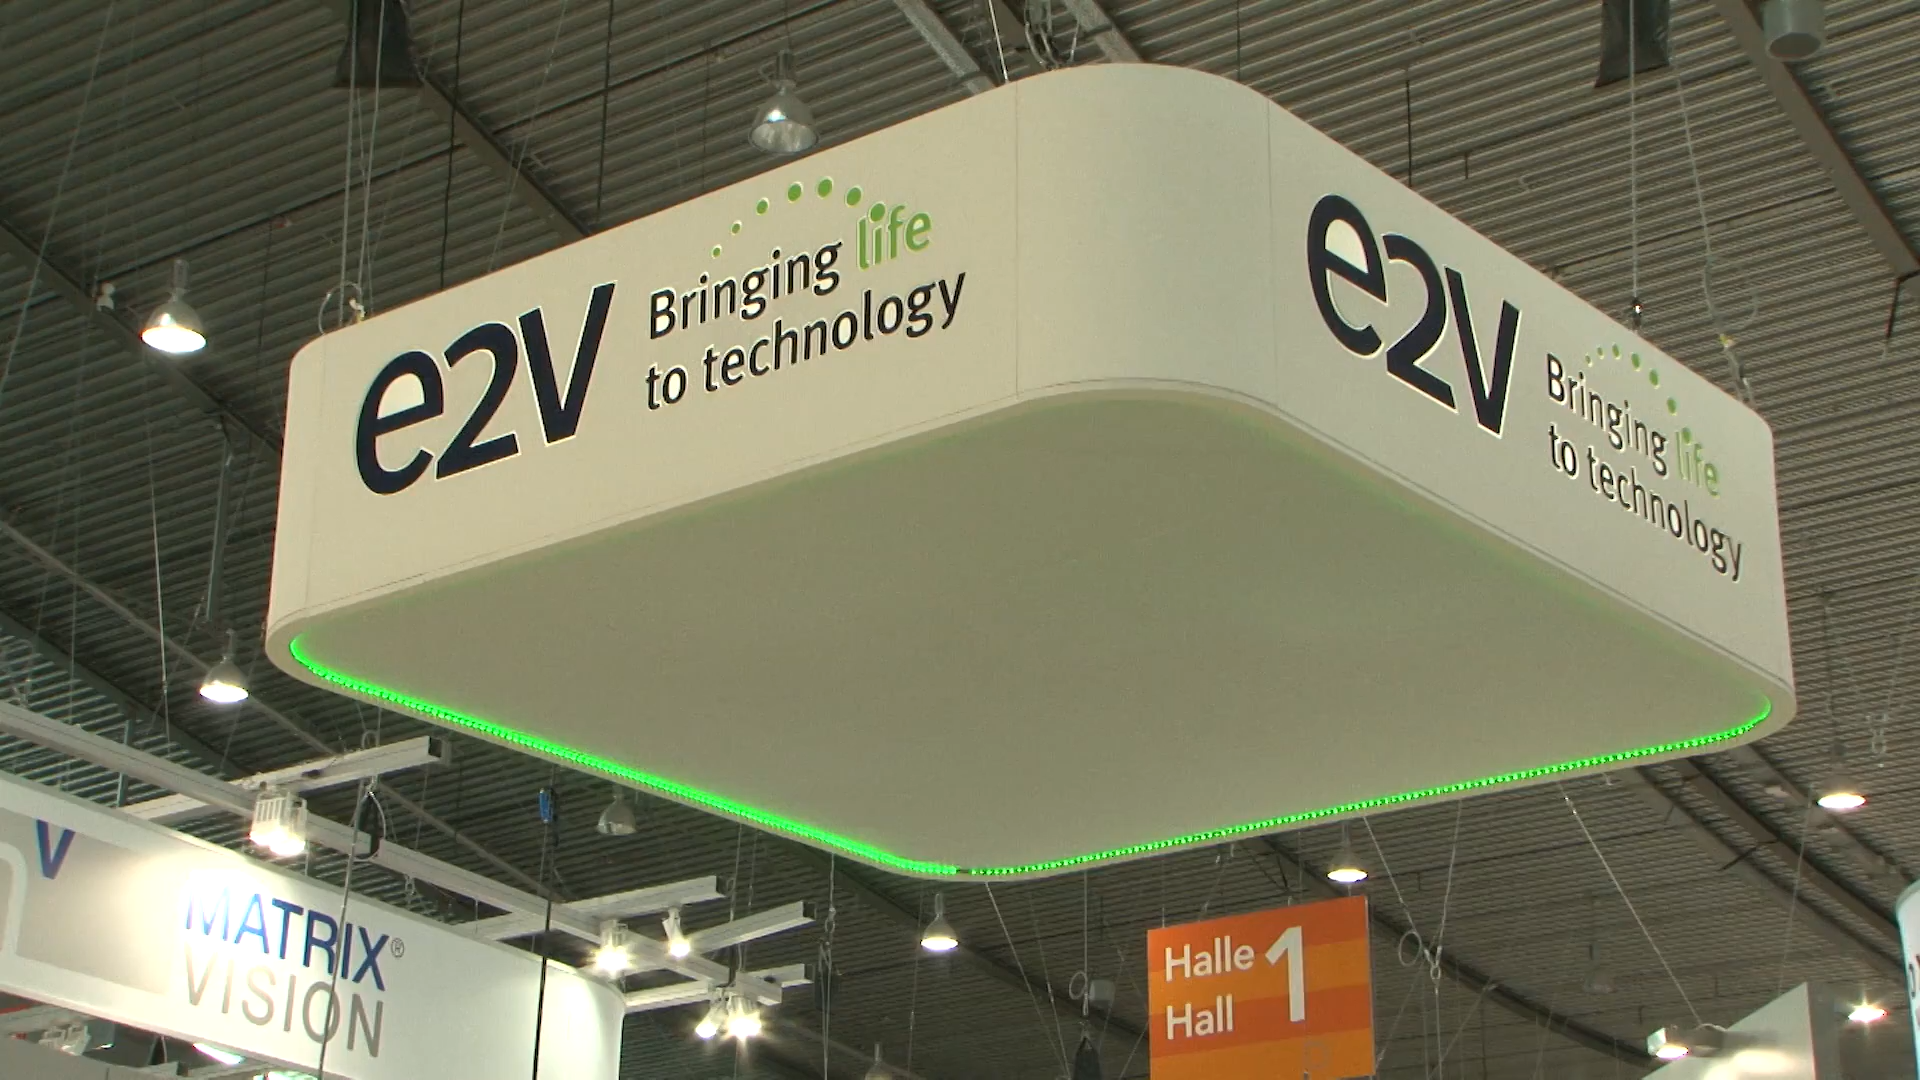 e2v
Bringing life
to technology
e2v
Bringing life
to technology
V
MATRIX®
VISION
Halle
Hall
1